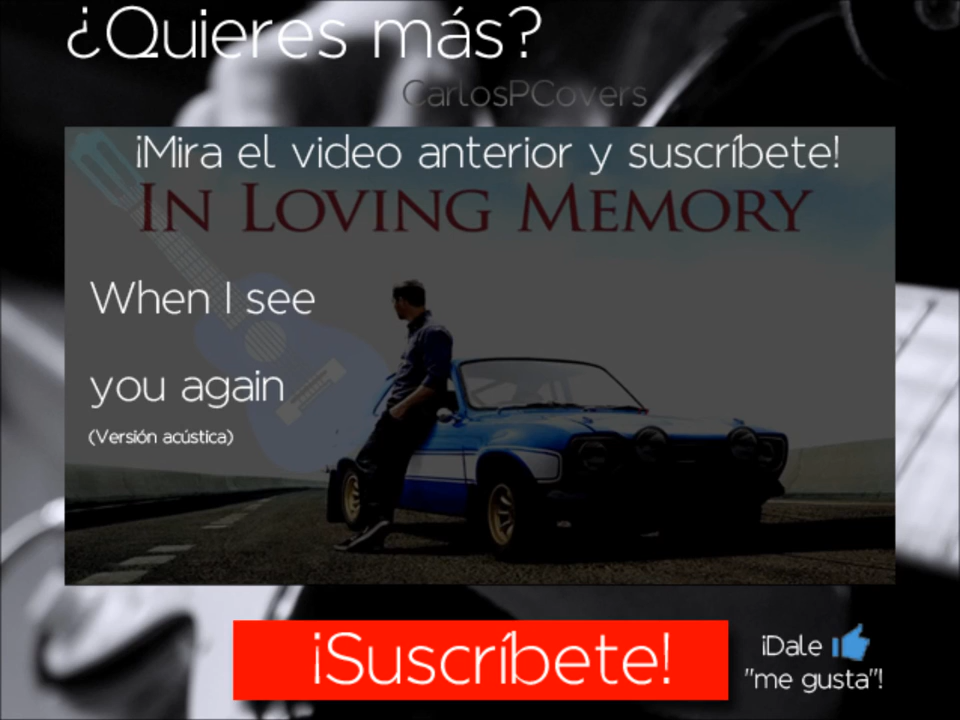 ¿Quieres más?
CarlosPCovers
¡Mira el video anterior y suscríbete!
IN LOVING MEMORY
When I see
you again
(Versión acústica)
¡Suscríbete!
¡Dale
"me gusta"!